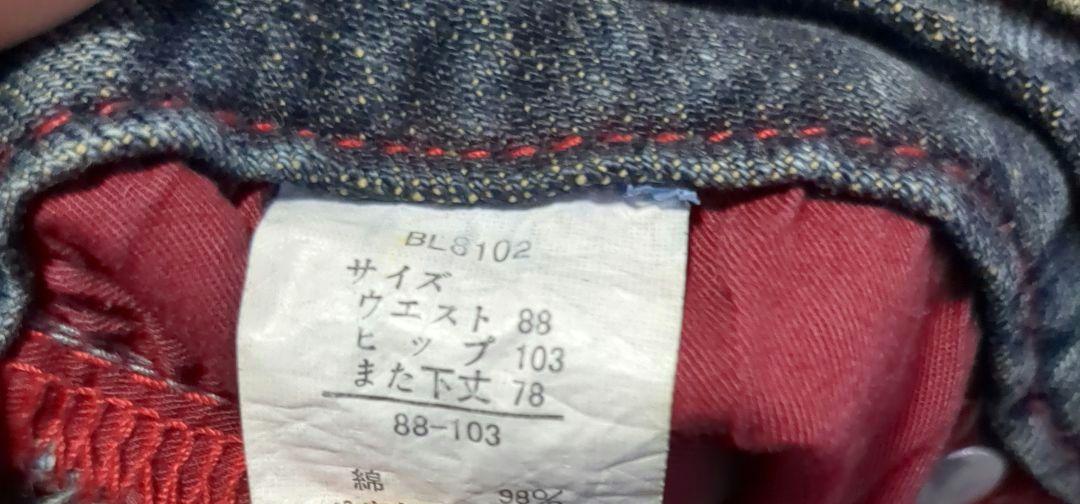 BL8102
サイズ
ウエスト 88
ヒップ 103
また下丈 78
88-103
綿 98%